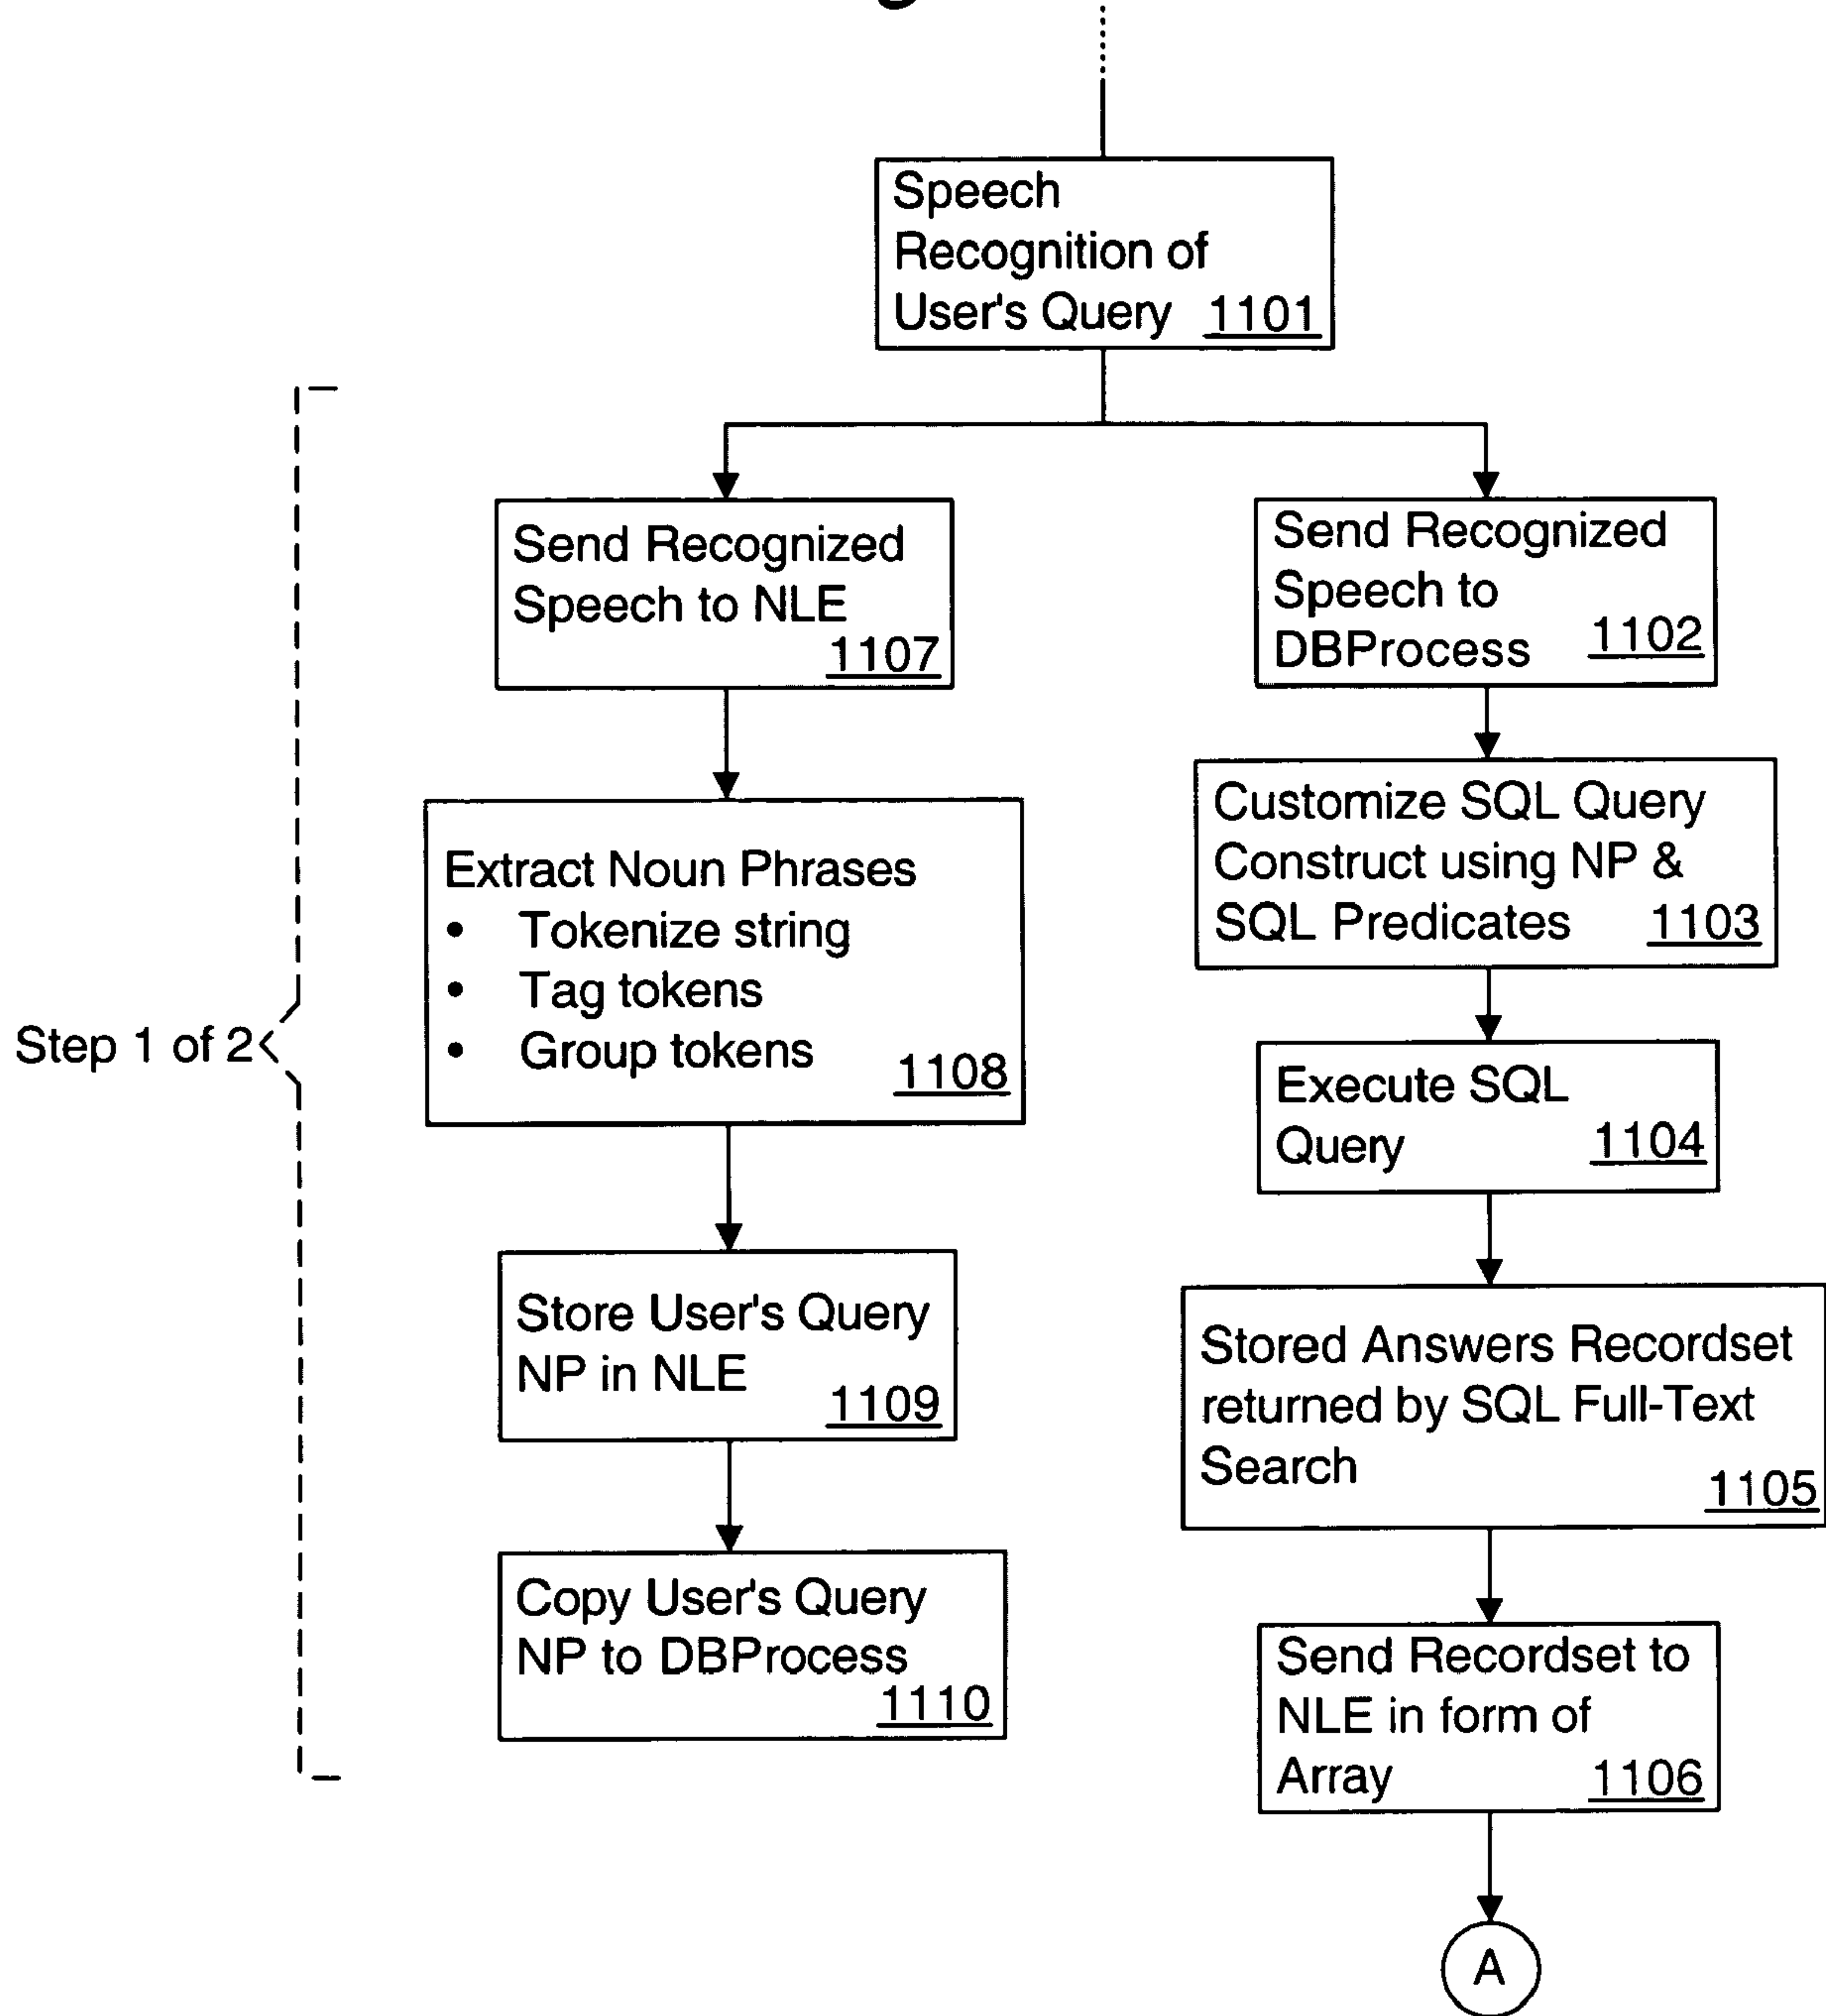 Speech
Recognition of
User's Query 1101
Send Recognized
Speech to NLE
1107
Send Recognized
Speech to
DBProcess 1102
Extract Noun Phrases
• Tokenize string
• Tag tokens
• Group tokens
1108
Customize SQL Query
Construct using NP &
SQL Predicates 1103
Step 1 of 2
Execute SQL
Query 1104
Store User's Query
NP in NLE
1109
Stored Answers Recordset
returned by SQL Full-Text
Search
1105
Copy User's Query
NP to DBProcess
1110
Send Recordset to
NLE in form of
Array 1106
A